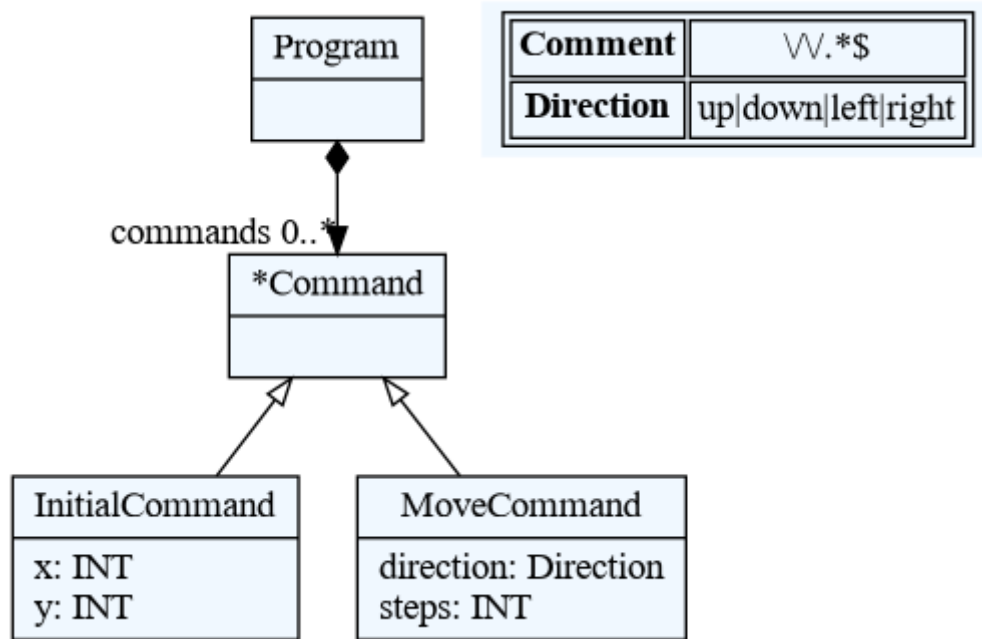 Program
Comment \/\/.*$
Direction up|down|left|right
commands 0..*
*Command
InitialCommand
x: INT
y: INT
MoveCommand
direction: Direction
steps: INT